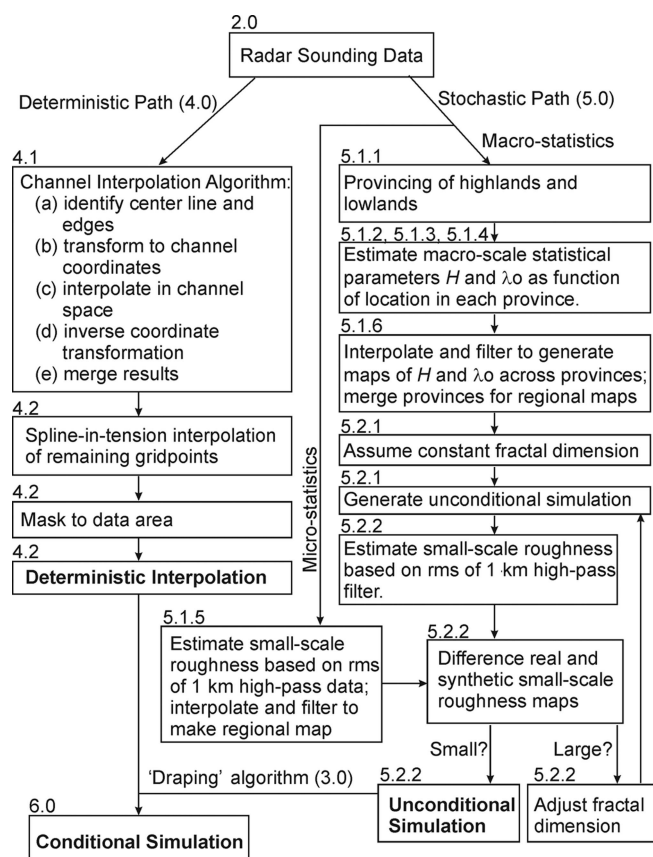 2.0
Radar Sounding Data
Deterministic Path (4.0)
Stochastic Path (5.0)
Macro-statistics
4.1
Channel Interpolation Algorithm:
(a) identify center line and
edges
(b) transform to channel
coordinates
(c) interpolate in channel
space
(d) inverse coordinate
transformation
(e) merge results
4.2
Spline-in-tension interpolation
of remaining gridpoints
4.2
Mask to data area
4.2
Deterministic Interpolation
Micro-statistics
5.1.1
Provincing of highlands and
lowlands
5.1.2, 5.1.3, 5.1.4
Estimate macro-scale statistical
parameters H and λo as function
of location in each province.
5.1.6
Interpolate and filter to generate
maps of H and λo across provinces;
merge provinces for regional maps
5.2.1
Assume constant fractal dimension
5.2.1
Generate unconditional simulation
5.2.2
Estimate small-scale roughness
based on rms of 1 km high-pass
filter.
5.1.5
Estimate small-scale
roughness based on rms
of 1 km high-pass data;
interpolate and filter to
make regional map
5.2.2
Difference real and
synthetic small-scale
roughness maps
Small?
Large?
'Draping' algorithm (3.0)
5.2.2
Unconditional
Simulation
5.2.2
Adjust fractal
dimension
6.0
Conditional Simulation